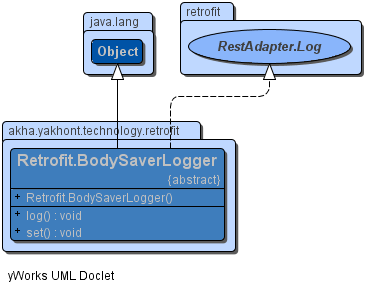 java.lang
retrofit
Object
RestAdapter.Log
akha.yakhont.technology.retrofit
Retrofit.BodySaverLogger
{abstract}
+ Retrofit.BodySaverLogger()
+ log() : void
+ set() : void
yWorks UML Doclet